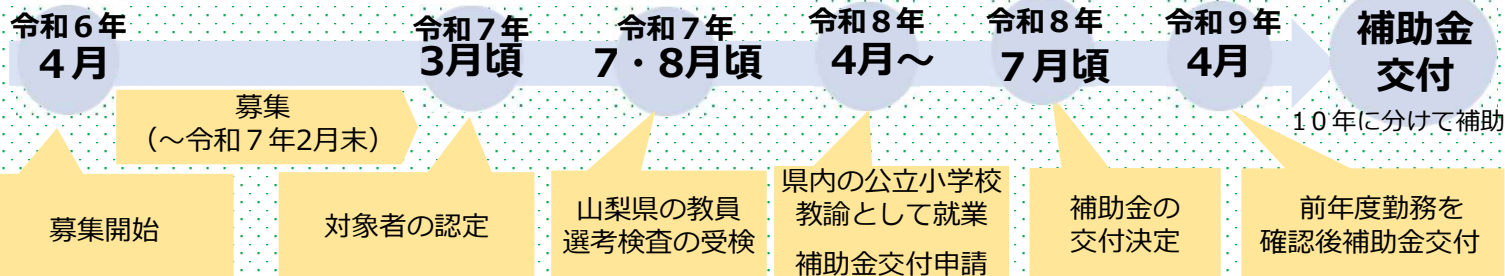 令和６年
４月
令和７年
3月頃
令和７年
７・８月頃
令和８年
4月～
令和８年
７月頃
令和９年
4月
補助金
交付
１０年に分けて補助
募集
（～令和７年2月末）
募集開始
対象者の認定
山梨県の教員
選考検査の受検
県内の公立小学校
教諭として就業
補助金交付申請
補助金の
交付決定
前年度勤務を
確認後補助金交付